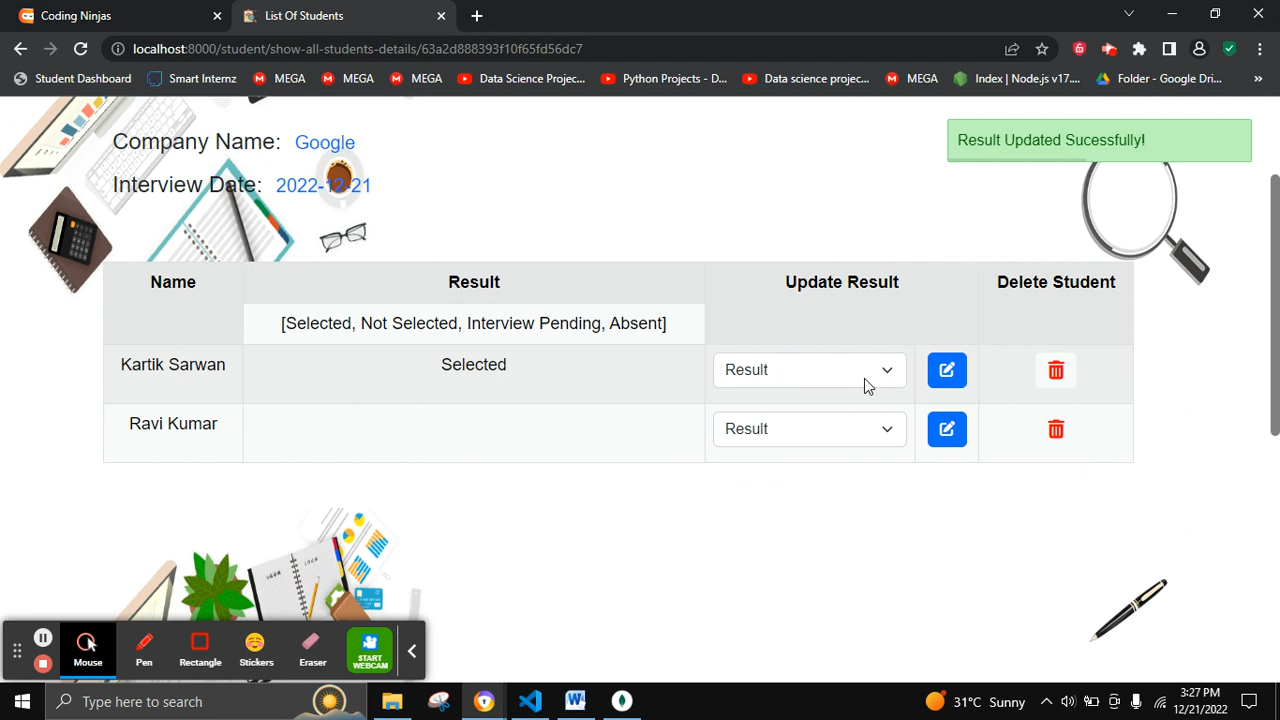 Coding Ninjas
List Of Students
localhost:8000/student/show-all-students-details/63a2d888393f10f65fd56dc7
Student Dashboard
Smart Internz
MEGA
MEGA
MEGA
Data Science Projec...
Python Projects - D...
Data science projec...
MEGA
Index | Node.js v17....
Folder - Google Dri...
»
Company Name: Google
Result Updated Sucessfully!
Interview Date: 2022-12-21
Name Result Update Result Delete Student
[Selected, Not Selected, Interview Pending, Absent]
Kartik Sarwan Selected Result
Ravi Kumar Result
Mouse Pen Rectangle Stickers Eraser START
WEBCAM
Type here to search
31°C Sunny
3:27 PM
12/21/2022